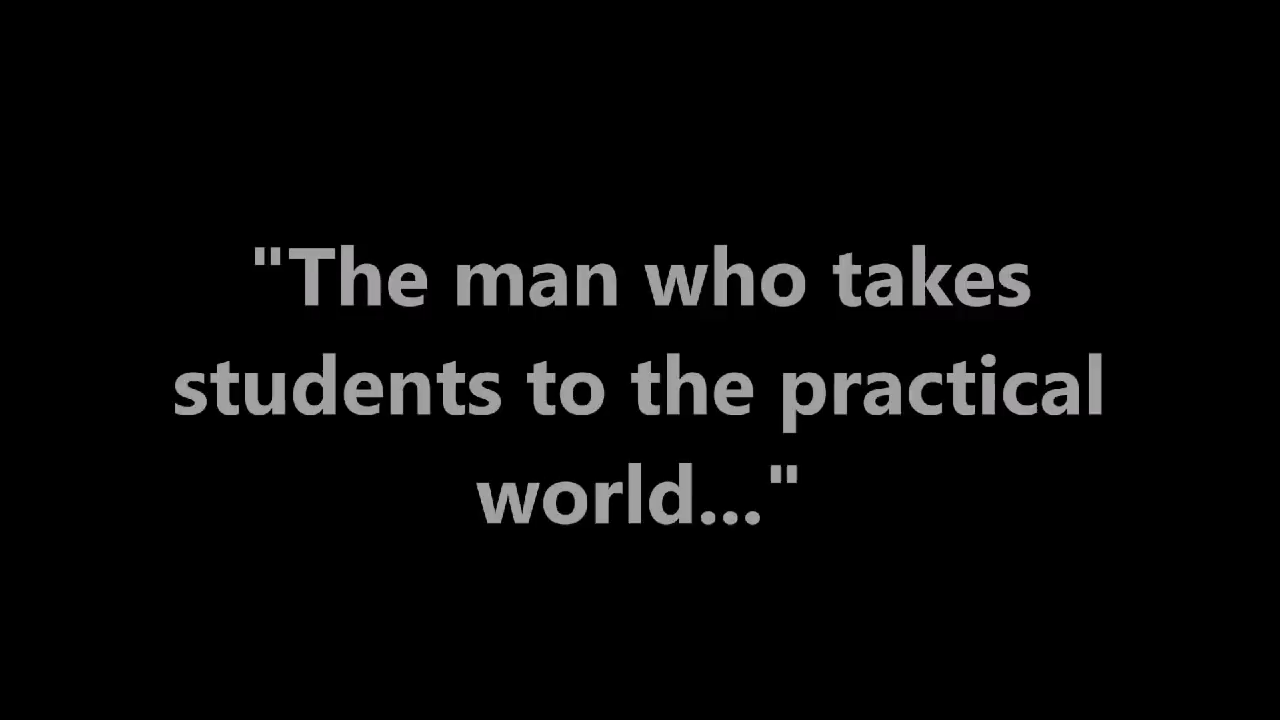 "The man who takes
students to the practical
world..."